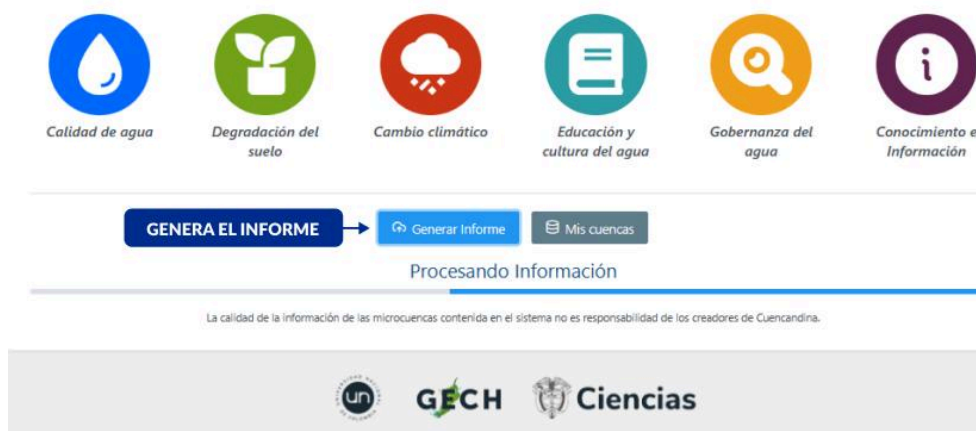 Calidad de agua
Degradación del
suelo
Cambio climático
Educación y
cultura del agua
Gobernanza del
agua
Conocimiento e
Información
GENERA EL INFORME
Generar Informe
Mis cuencas
Procesando Información
La calidad de la información de las microcuencas contenida en el sistema no es responsabilidad de los creadores de Cuencandina.
UN
GECH
Ciencias